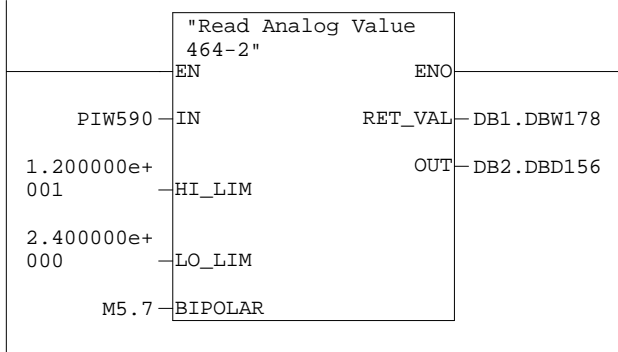 "Read Analog Value
464-2"
EN ENO
PIW590 IN RET_VAL DB1.DBW178
1.200000e+ OUT DB2.DBD156
001 HI_LIM
2.400000e+
000 LO_LIM
M5.7 BIPOLAR